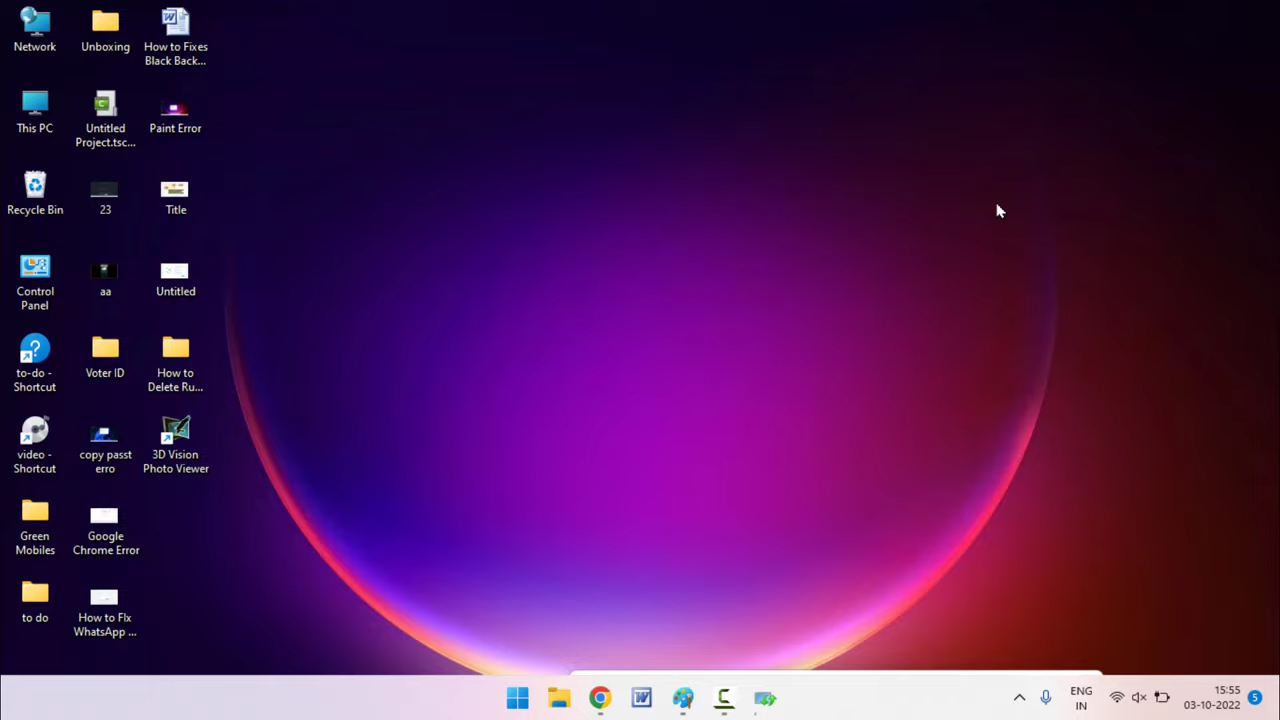 Network
Unboxing
How to Fixes
Black Back...
This PC
Untitled
Project.tsc...
Paint Error
Recycle Bin
23
Title
Control
Panel
aa
Untitled
to-do -
Shortcut
Voter ID
How to
Delete Ru...
video -
Shortcut
copy passt
erro
3D Vision
Photo Viewer
Green
Mobiles
Google
Chrome Error
to do
How to FIx
WhatsApp ...
ENG
IN
15:55
03-10-2022
5